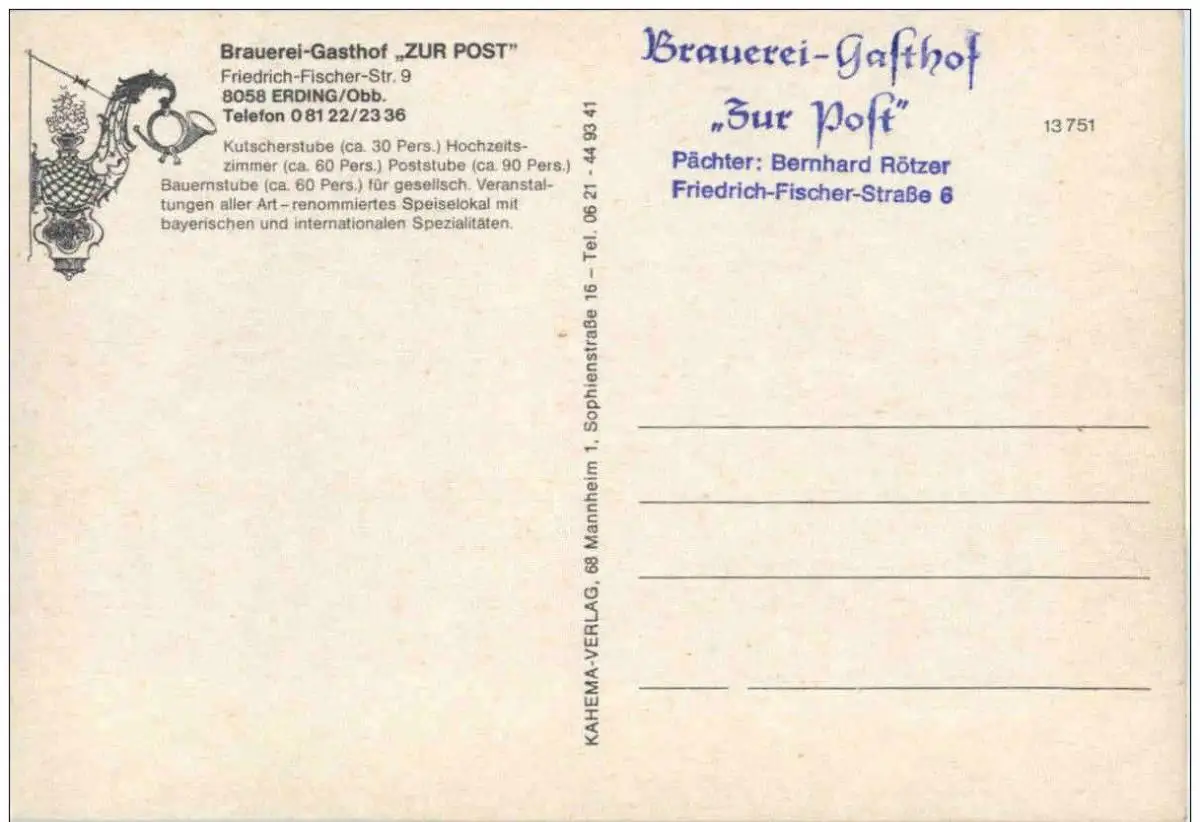 Brauerei-Gasthof „ZUR POST”
Friedrich-Fischer-Str. 9
8058 ERDING/Obb.
Telefon 0 81 22/23 36
Kutscherstube (ca. 30 Pers.) Hochzeits-
zimmer (ca. 60 Pers.) Poststube (ca. 90 Pers.)
Bauernstube (ca. 60 Pers.) für gesellsch. Veranstal-
tungen aller Art – renommiertes Speiselokal mit
bayerischen und internationalen Spezialitäten.
KAHEMA-VERLAG, 68 Mannheim 1, Sophienstraße 16 – Tel. 06 21 - 44 93 41
Brauerei-Gaſthof
„Zur Poſt”
Pächter: Bernhard Rötzer
Friedrich-Fischer-Straße 6
13 751